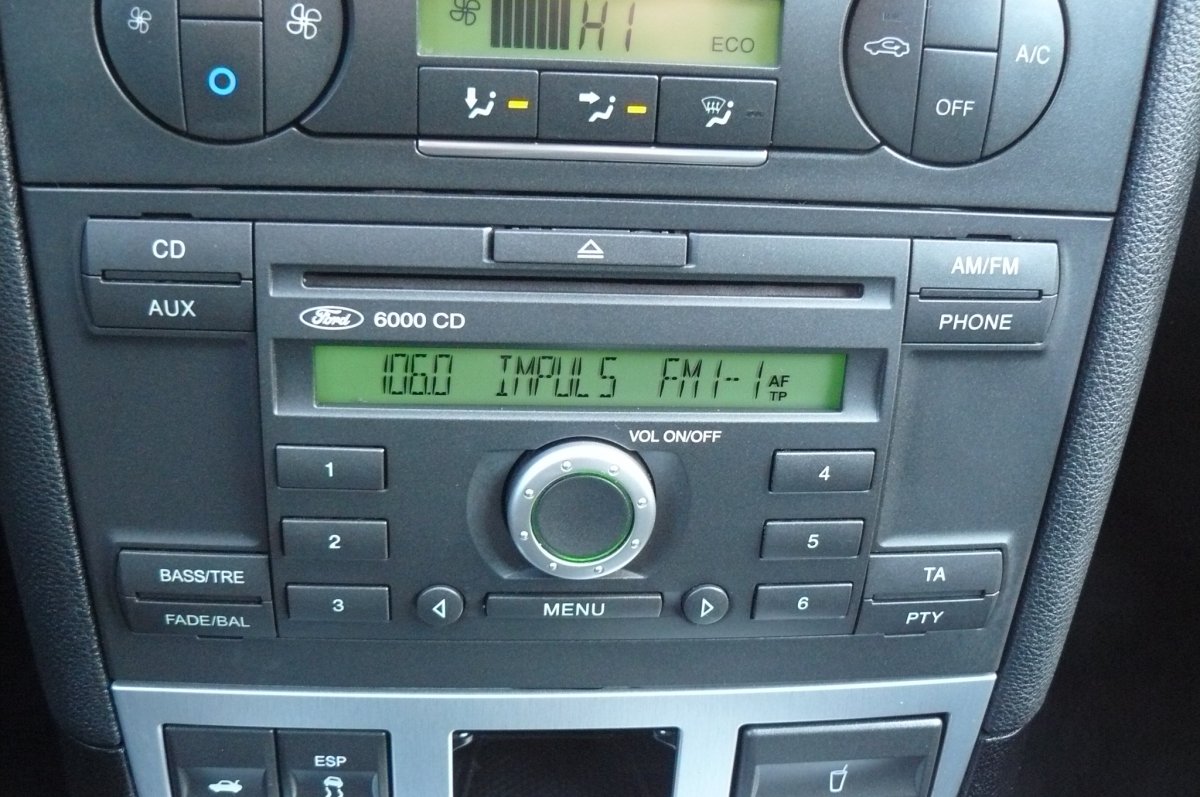 HI
ECO
A/C
OFF
CD
AUX
AM/FM
PHONE
Ford 6000 CD
106.0 IMPULS FM1-1 AF
TP
VOL ON/OFF
1
2
3
4
5
6
BASS/TRE
FADE/BAL
MENU
TA
PTY
ESP